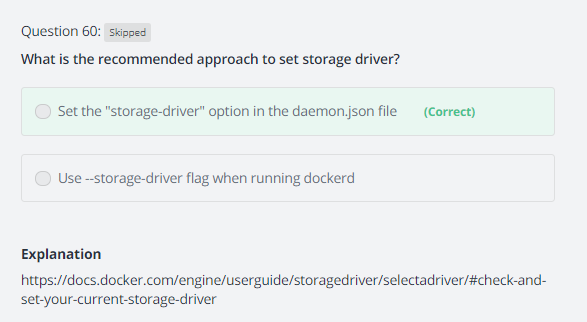 Question 60: Skipped
What is the recommended approach to set storage driver?
Set the "storage-driver" option in the daemon.json file (Correct)
Use --storage-driver flag when running dockerd
Explanation
https://docs.docker.com/engine/userguide/storagedriver/selectadriver/#check-and-
set-your-current-storage-driver